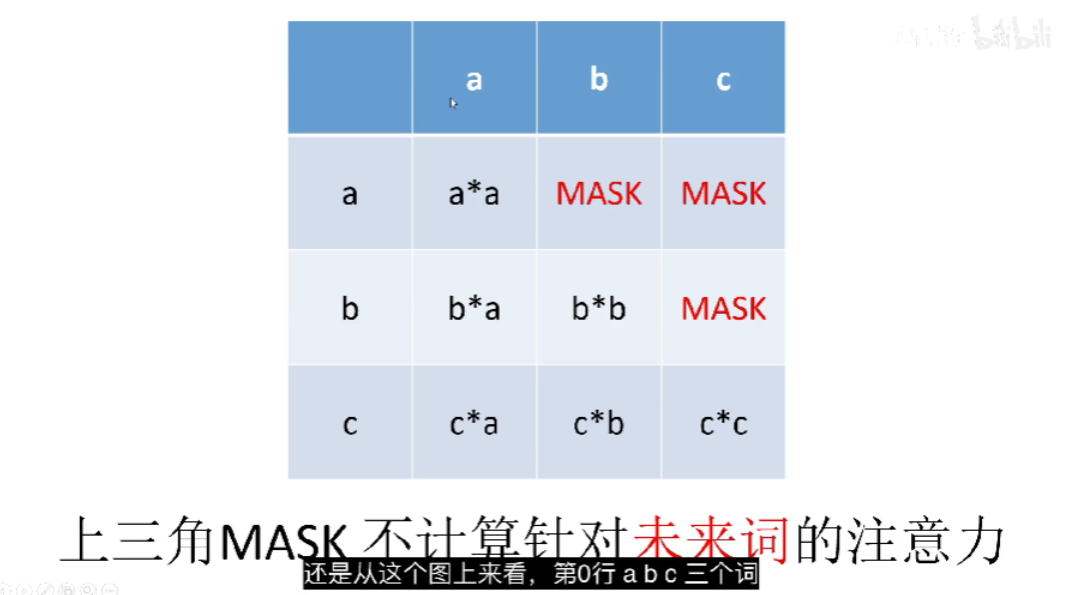 bilibili
a b c
a a*a MASK MASK
b b*a b*b MASK
c c*a c*b c*c
上三角MASK 不计算针对未来词的注意力
还是从这个图上来看，第0行 a b c 三个词